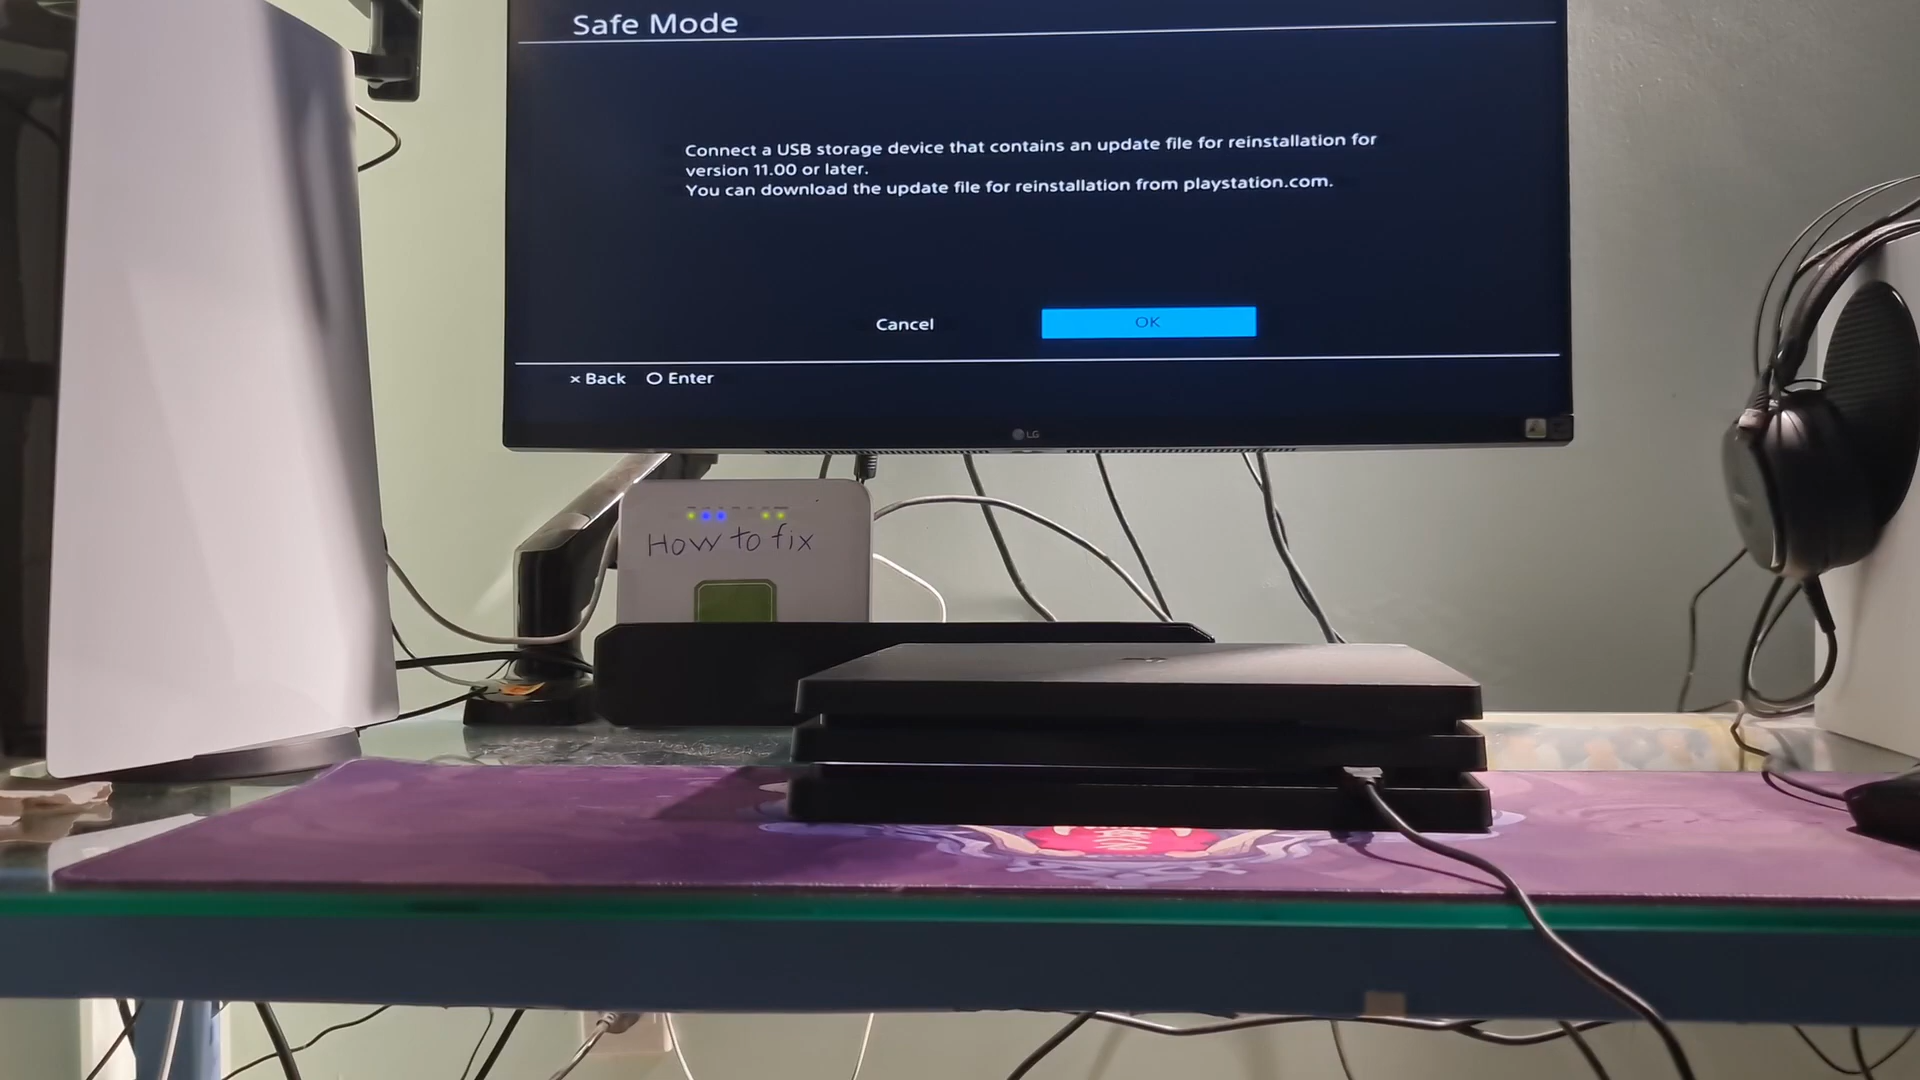 Safe Mode
Connect a USB storage device that contains an update file for reinstallation for
version 11.00 or later.
You can download the update file for reinstallation from playstation.com.
Cancel
OK
× Back
O Enter
LG
How to fix